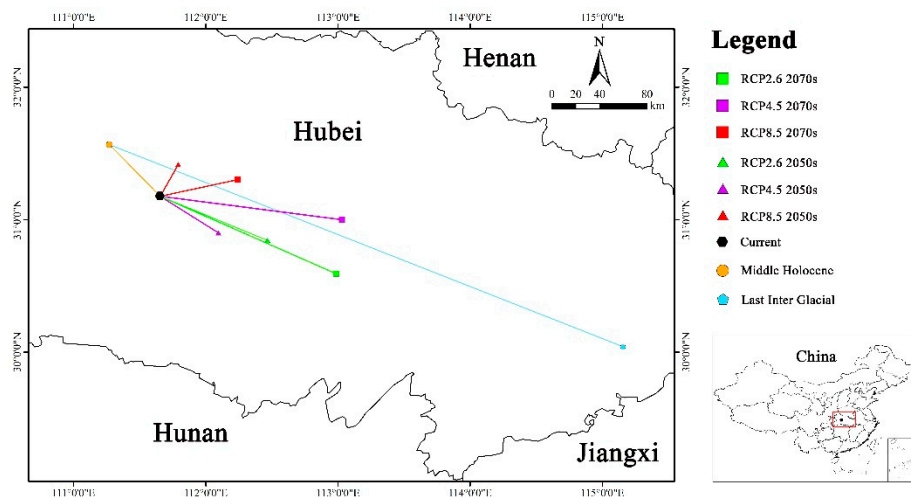 111°0'0"E
112°0'0"E
113°0'0"E
114°0'0"E
115°0'0"E
32°0'0"N
31°0'0"N
30°0'0"N
Henan
Hubei
Hunan
Jiangxi
N
0 20 40 80
km
32°0'0"N
31°0'0"N
30°0'0"N
111°0'0"E
112°0'0"E
113°0'0"E
114°0'0"E
115°0'0"E
Legend
RCP2.6 2070s
RCP4.5 2070s
RCP8.5 2070s
RCP2.6 2050s
RCP4.5 2050s
RCP8.5 2050s
Current
Middle Holocene
Last Inter Glacial
China